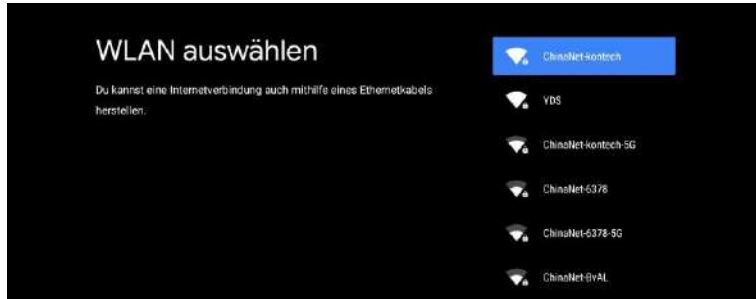 WLAN auswählen
Du kannst eine Internetverbindung auch mithilfe eines Ethernetkabels
herstellen.
ChinaNet-kontech
YDS
ChinaNet-kontech-5G
ChinaNet-6378
ChinaNet-6378-5G
ChinaNet-BvAL